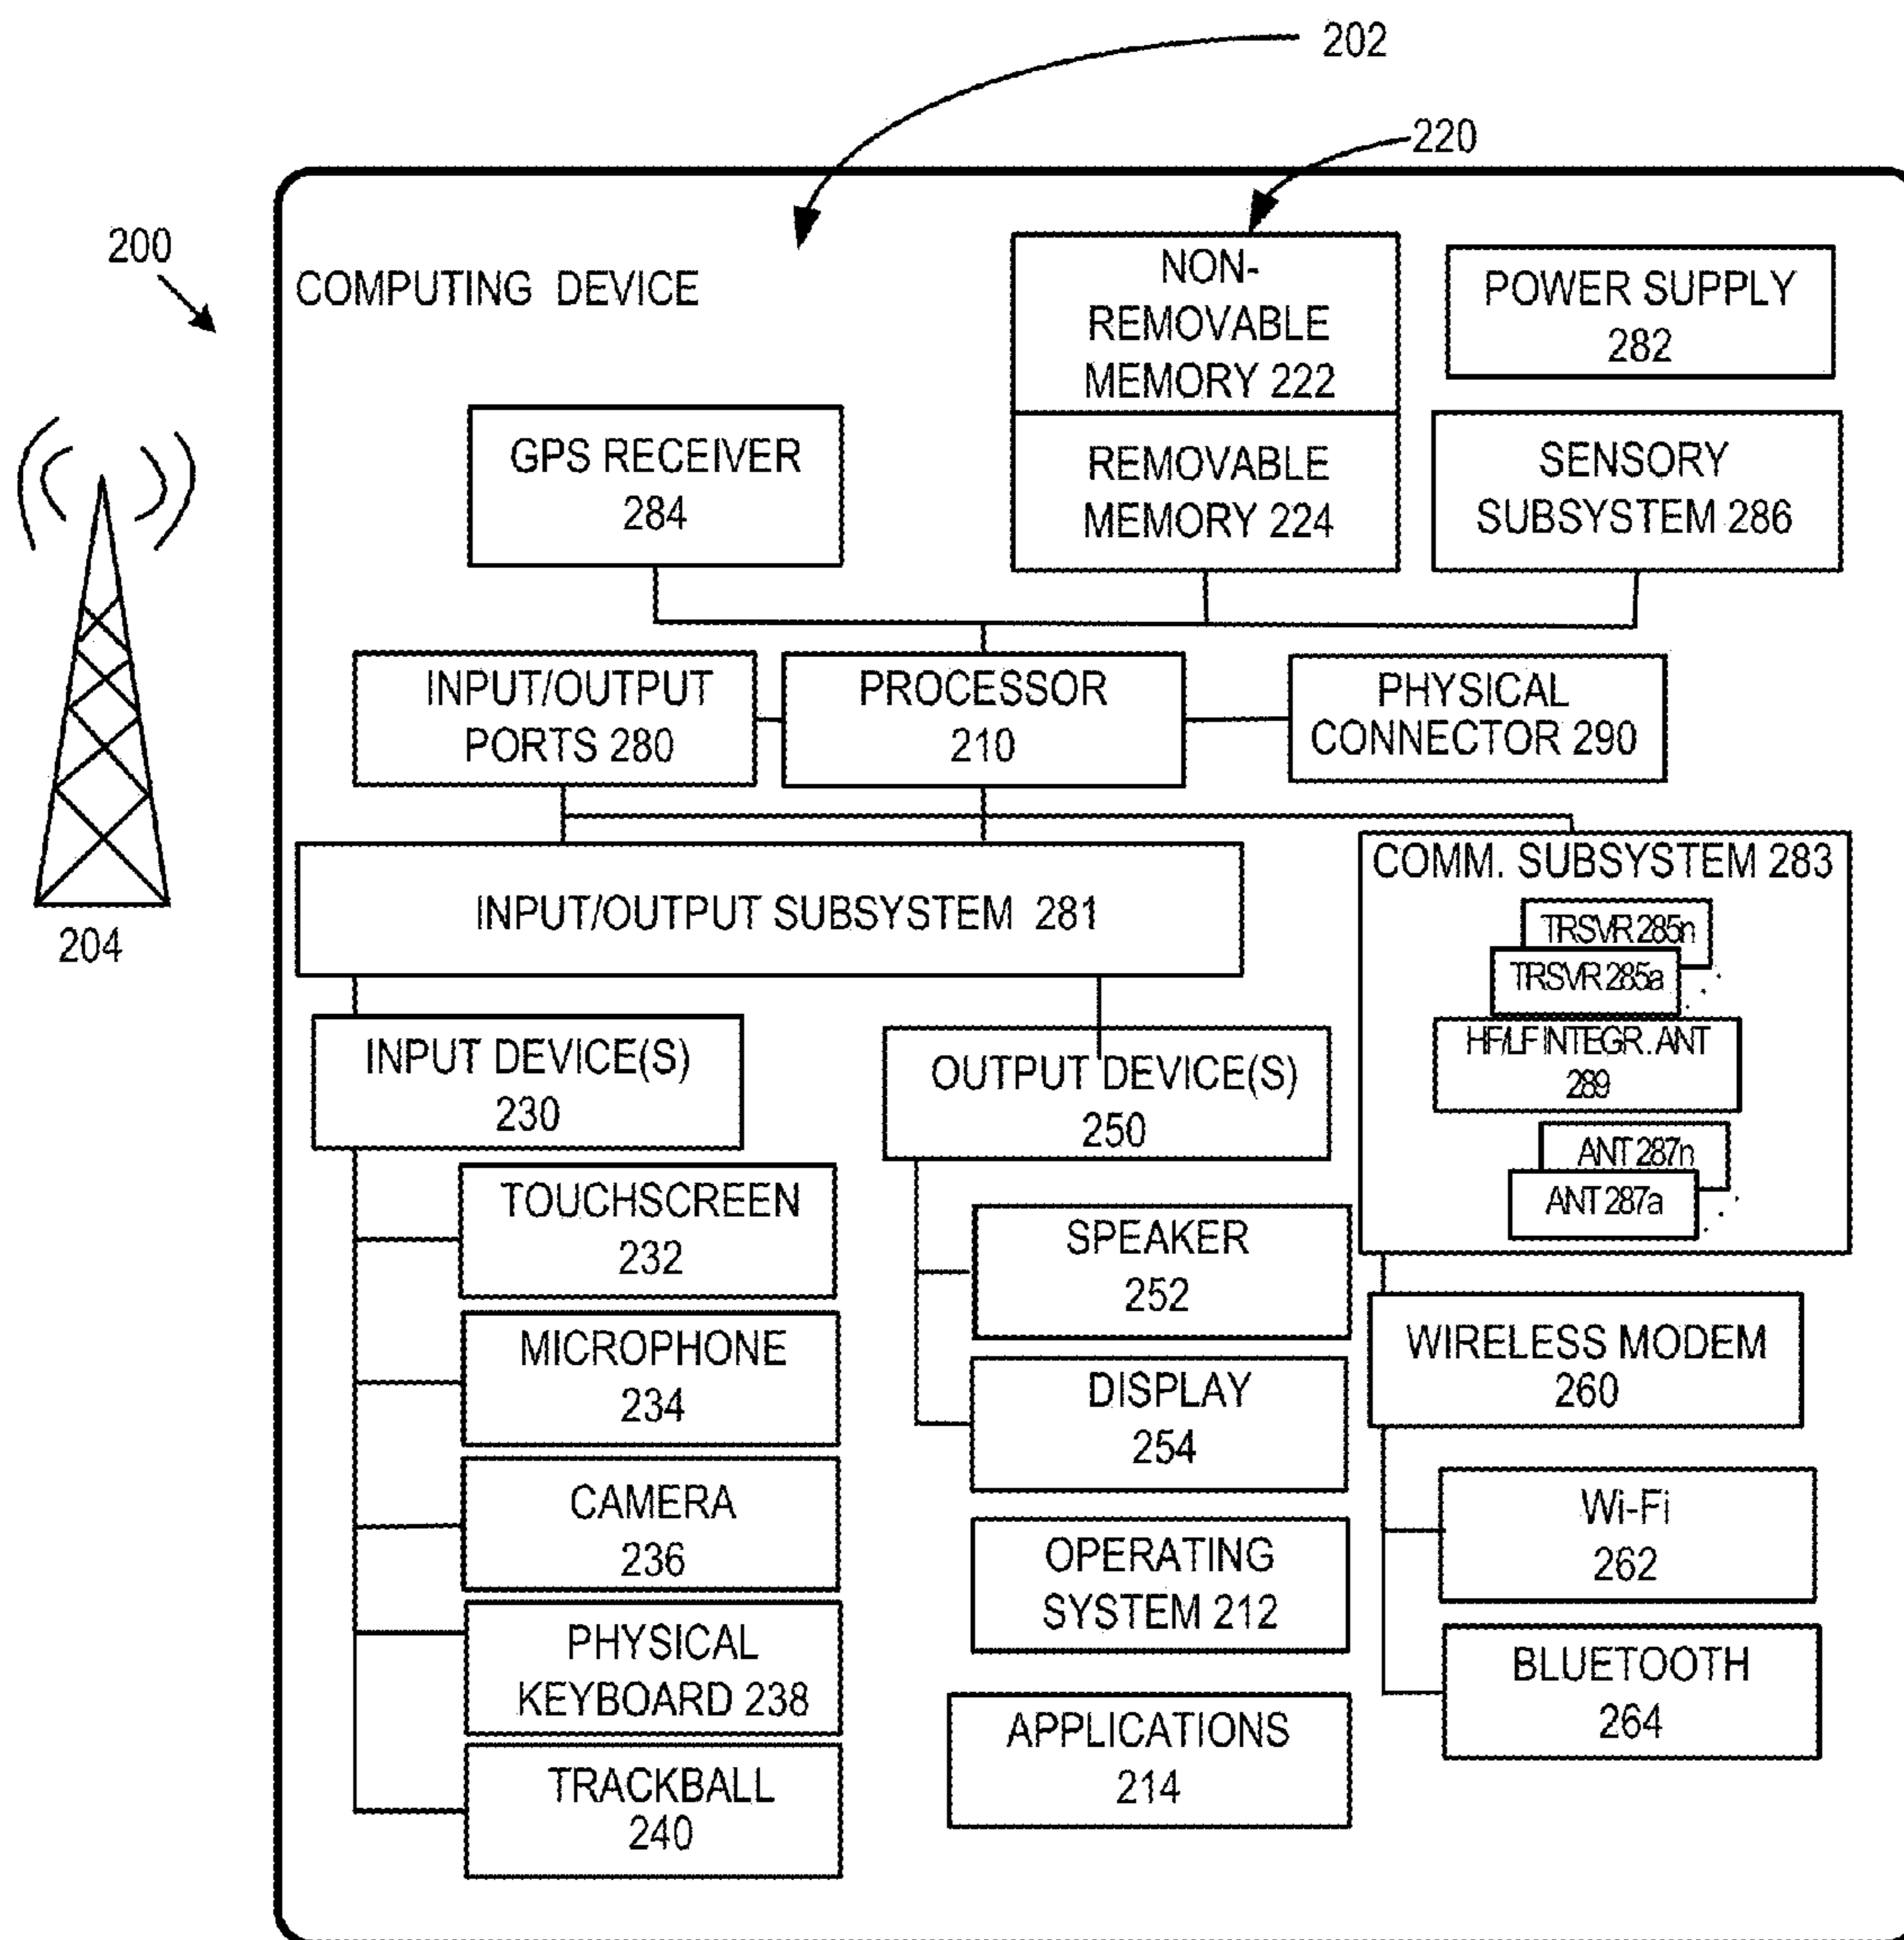 202
220
200
COMPUTING DEVICE
NON-
REMOVABLE
MEMORY 222
POWER SUPPLY
282
GPS RECEIVER
284
REMOVABLE
MEMORY 224
SENSORY
SUBSYSTEM 286
INPUT/OUTPUT
PORTS 280
PROCESSOR
210
PHYSICAL
CONNECTOR 290
204
INPUT/OUTPUT SUBSYSTEM 281
COMM. SUBSYSTEM 283
TRSVR 285n
TRSVR 285a
HF/LF INTEGR. ANT
289
ANT 287n
ANT 287a
INPUT DEVICE(S)
230
OUTPUT DEVICE(S)
250
TOUCHSCREEN
232
MICROPHONE
234
CAMERA
236
PHYSICAL
KEYBOARD 238
TRACKBALL
240
SPEAKER
252
DISPLAY
254
OPERATING
SYSTEM 212
APPLICATIONS
214
WIRELESS MODEM
260
Wi-Fi
262
BLUETOOTH
264